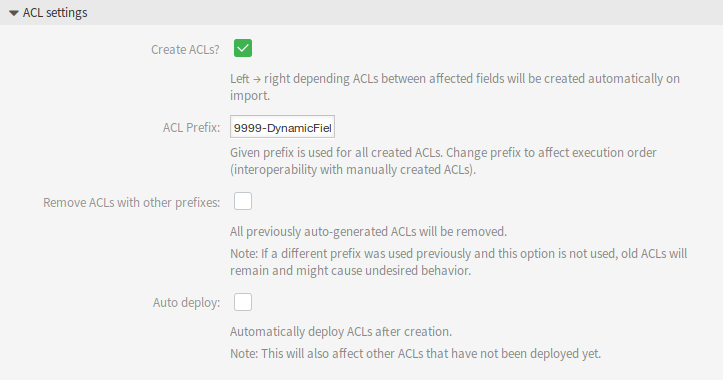 ACL settings
Create ACLs?
Left → right depending ACLs between affected fields will be created automatically on
import.
ACL Prefix:
9999-DynamicFiel
Given prefix is used for all created ACLs. Change prefix to affect execution order
(interoperability with manually created ACLs).
Remove ACLs with other prefixes:
All previously auto-generated ACLs will be removed.
Note: If a different prefix was used previously and this option is not used, old ACLs will
remain and might cause undesired behavior.
Auto deploy:
Automatically deploy ACLs after creation.
Note: This will also affect other ACLs that have not been deployed yet.